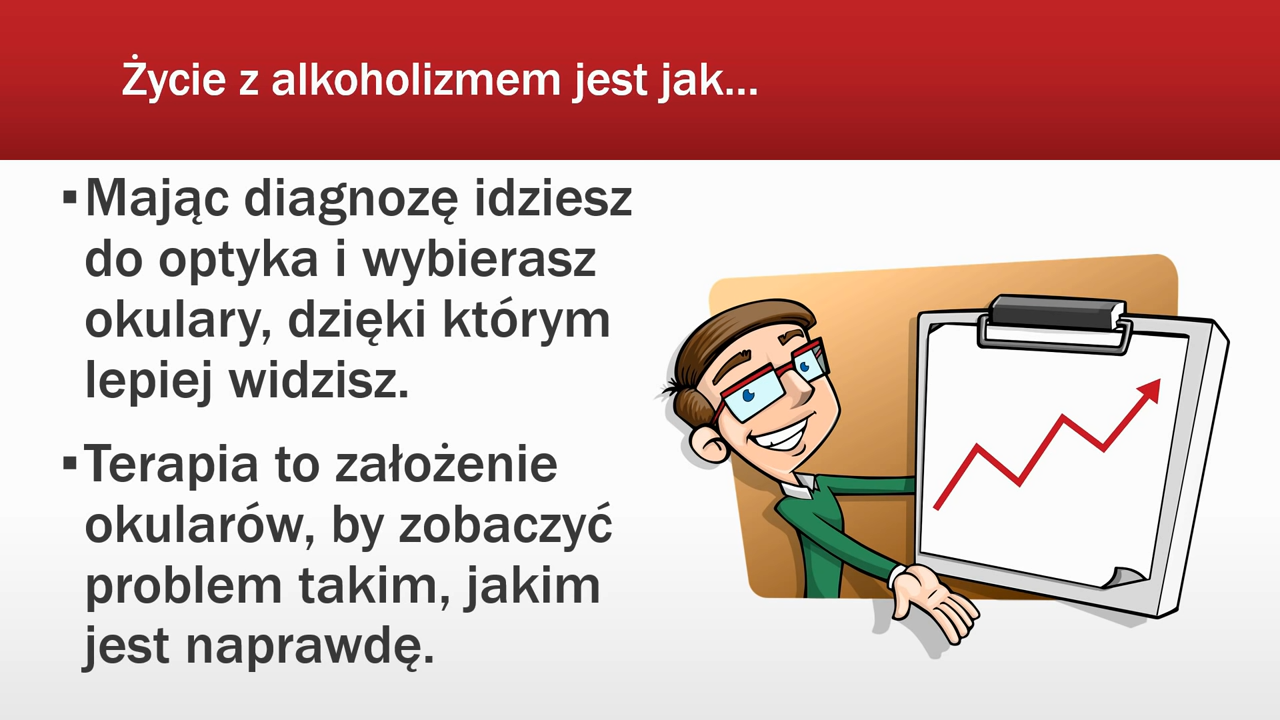 Życie z alkoholizmem jest jak...
▪Mając diagnozę idziesz
do optyka i wybierasz
okulary, dzięki którym
lepiej widzisz.
▪Terapia to założenie
okularów, by zobaczyć
problem takim, jakim
jest naprawdę.